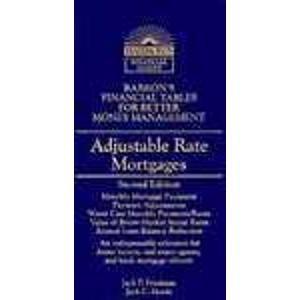 BARRON'S
FINANCIAL TABLES
FOR BETTER
MONEY MANAGEMENT
Adjustable Rate
Mortgages
Second Edition
Monthly Mortgage Payments
Payment Adjustments
Worst Case Monthly Payments/Rates
Value of Below-Market Initial Rates
Annual Loan Balance Reduction
An indispensable reference for
home buyers, real estate agents,
and bank mortgage officers
Jack P. Friedman
Jack C. Harris